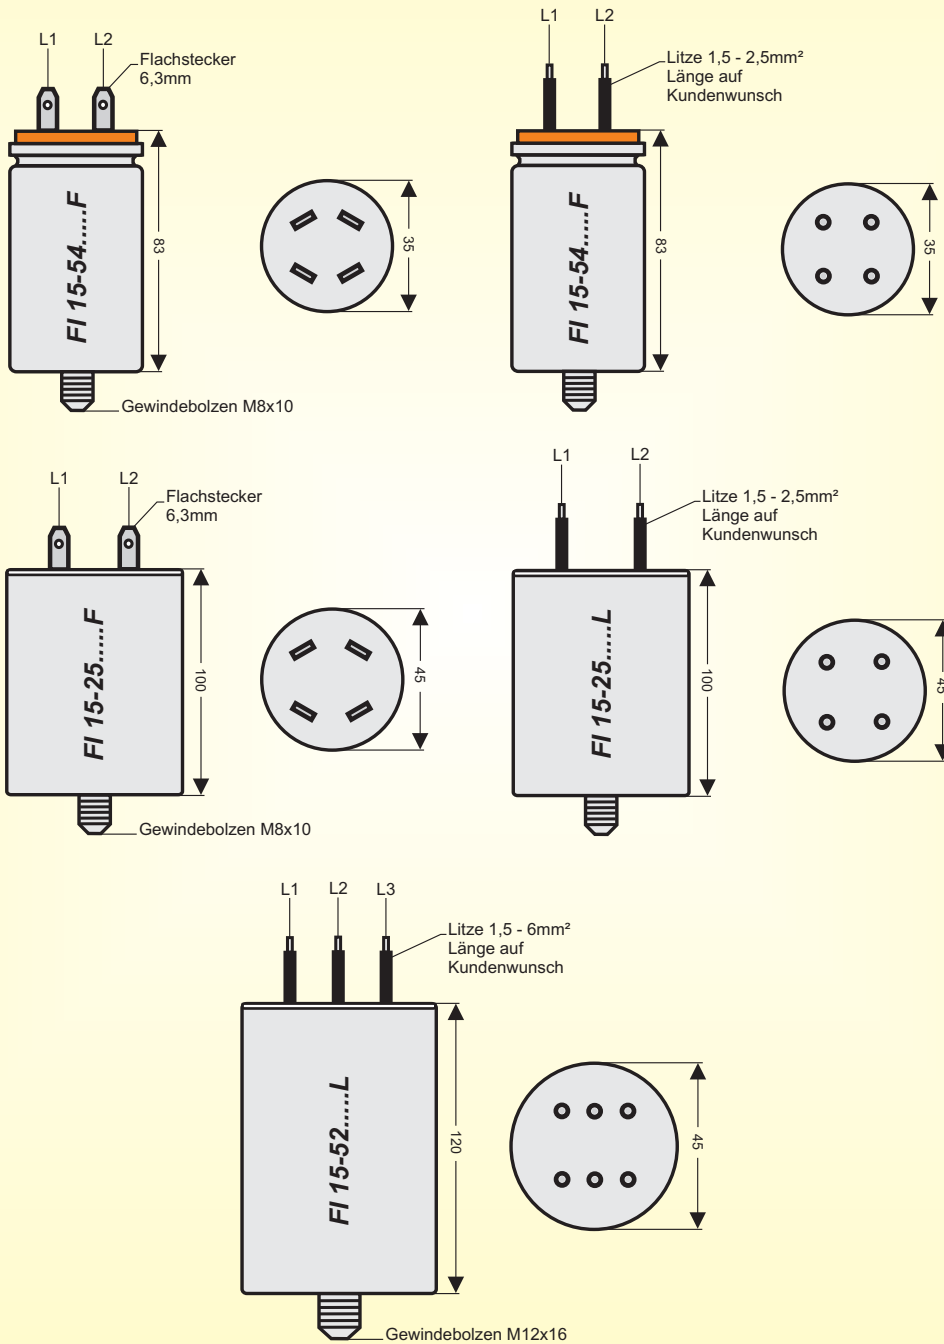 L1 L2
Flachstecker
6,3mm
FI 15-54.....F
83
35
Gewindebolzen M8x10
L1 L2
Litze 1,5 - 2,5mm²
Länge auf
Kundenwunsch
FI 15-54.....F
83
35
L1 L2
Flachstecker
6,3mm
FI 15-25.....F
100
45
Gewindebolzen M8x10
L1 L2
Litze 1,5 - 2,5mm²
Länge auf
Kundenwunsch
FI 15-25.....L
100
45
L1 L2 L3
Litze 1,5 - 6mm²
Länge auf
Kundenwunsch
FI 15-52.....L
120
45
Gewindebolzen M12x16